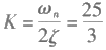 K = ωₙ / 2ζ = 25 / 3